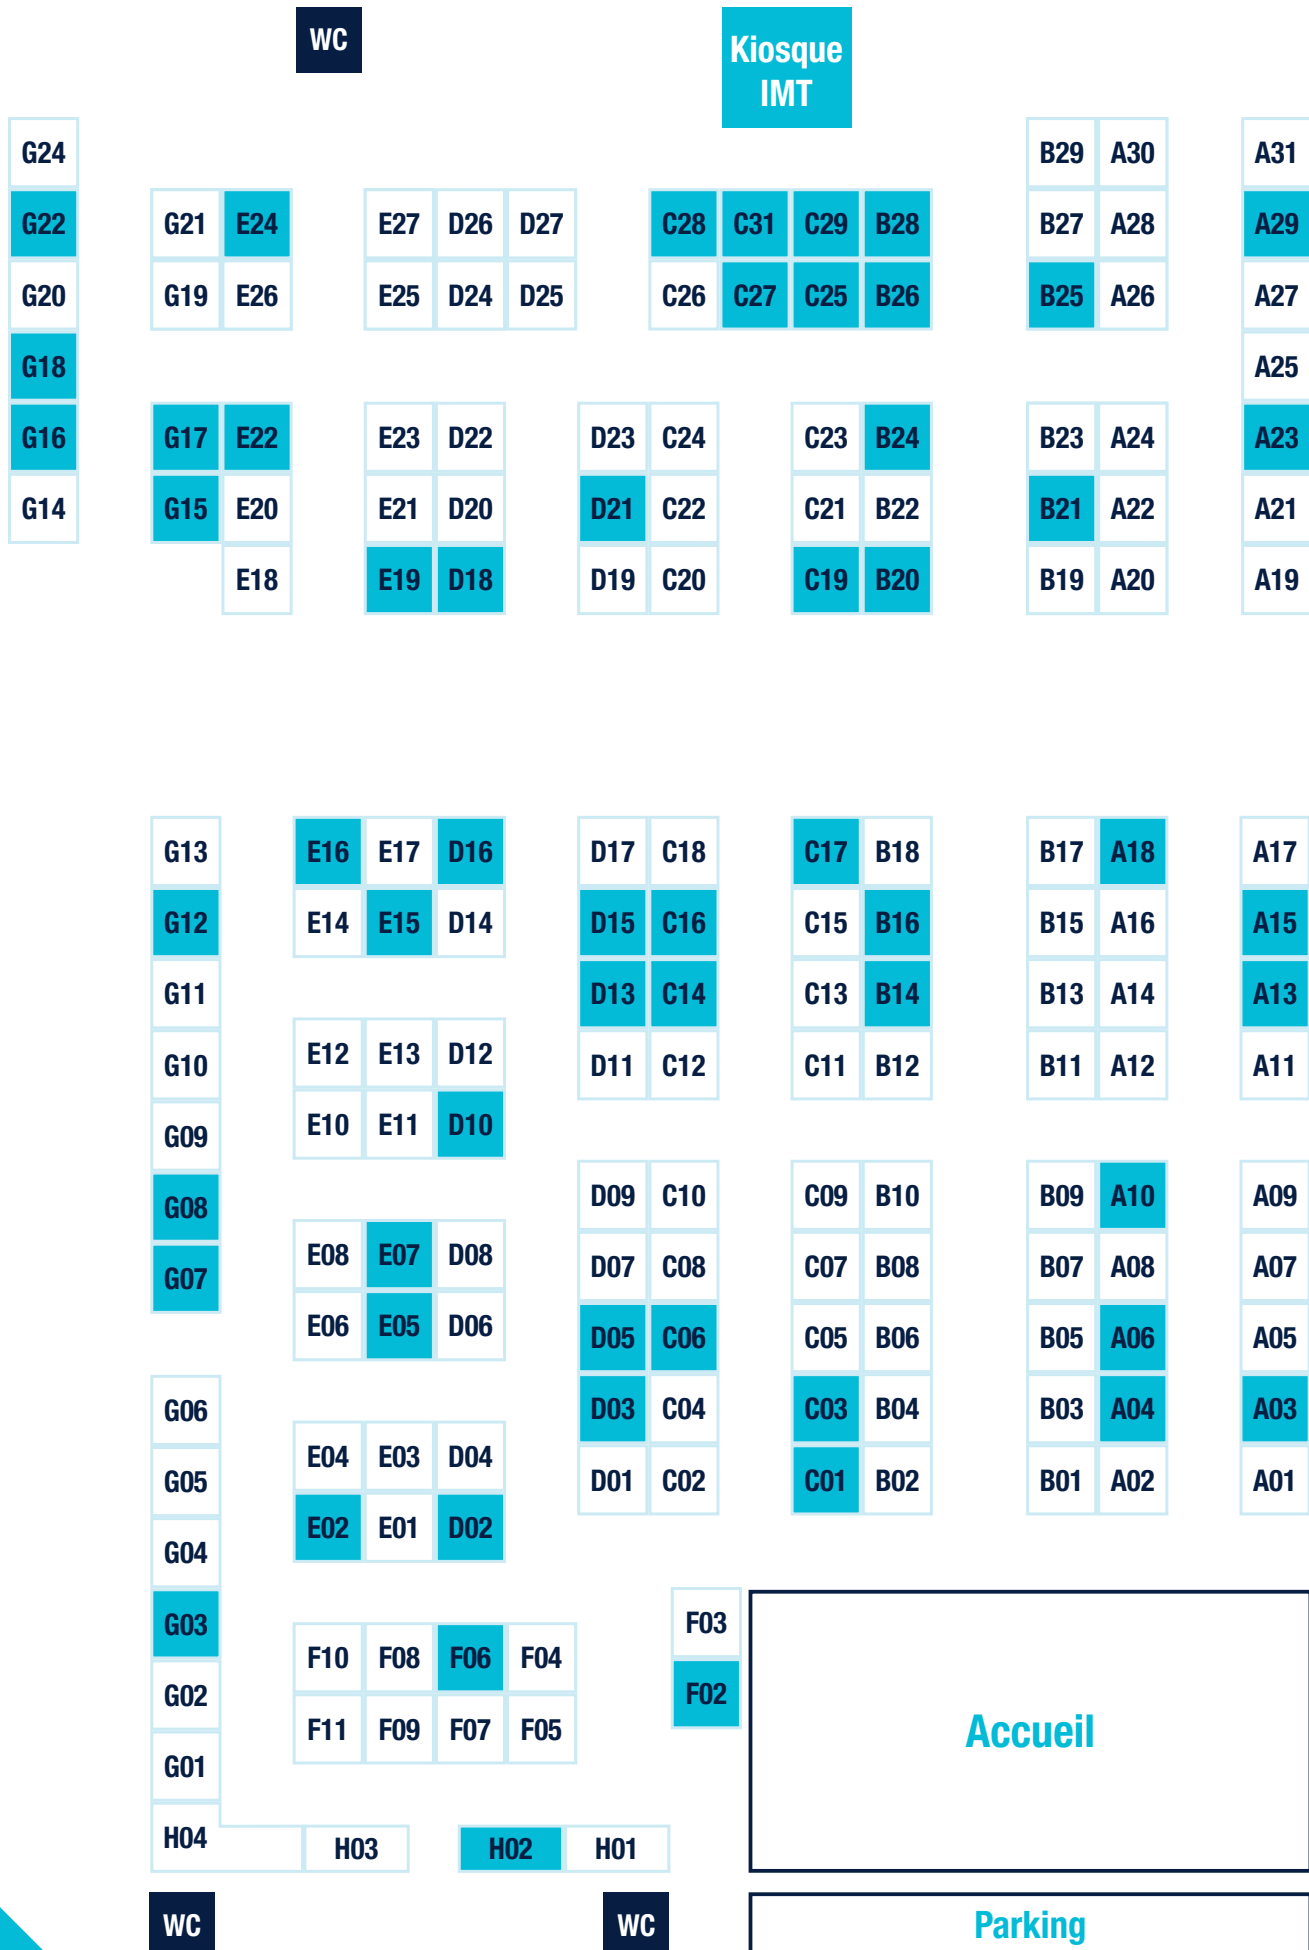 WC
Kiosque
IMT
G24 B29 A30 A31
G22 G21 E24 E27 D26 D27 C28 C31 C29 B28 B27 A28 A29
G20 G19 E26 E25 D24 D25 C26 C27 C25 B26 B25 A26 A27
G18 A25
G16 G17 E22 E23 D22 D23 C24 C23 B24 B23 A24 A23
G14 G15 E20 E21 D20 D21 C22 C21 B22 B21 A22 A21
E18 E19 D18 D19 C20 C19 B20 B19 A20 A19
G13 E16 E17 D16 D17 C18 C17 B18 B17 A18 A17
G12 E14 E15 D14 D15 C16 C15 B16 B15 A16 A15
G11 D13 C14 C13 B14 B13 A14 A13
E12 E13 D12
G10 D11 C12 C11 B12 B11 A12 A11
E10 E11 D10
G09
D09 C10 C09 B10 B09 A10 A09
G08
E08 E07 D08
D07 C08 C07 B08 B07 A08 A07
G07
E06 E05 D06
D05 C06 C05 B06 B05 A06 A05
G06 D03 C04 C03 B04 B03 A04 A03
E04 E03 D04
G05 D01 C02 C01 B02 B01 A02 A01
E02 E01 D02
G04
G03 F03
F10 F08 F06 F04
G02 F02
F11 F09 F07 F05
Accueil
G01
H04 H03 H02 H01
WC WC Parking